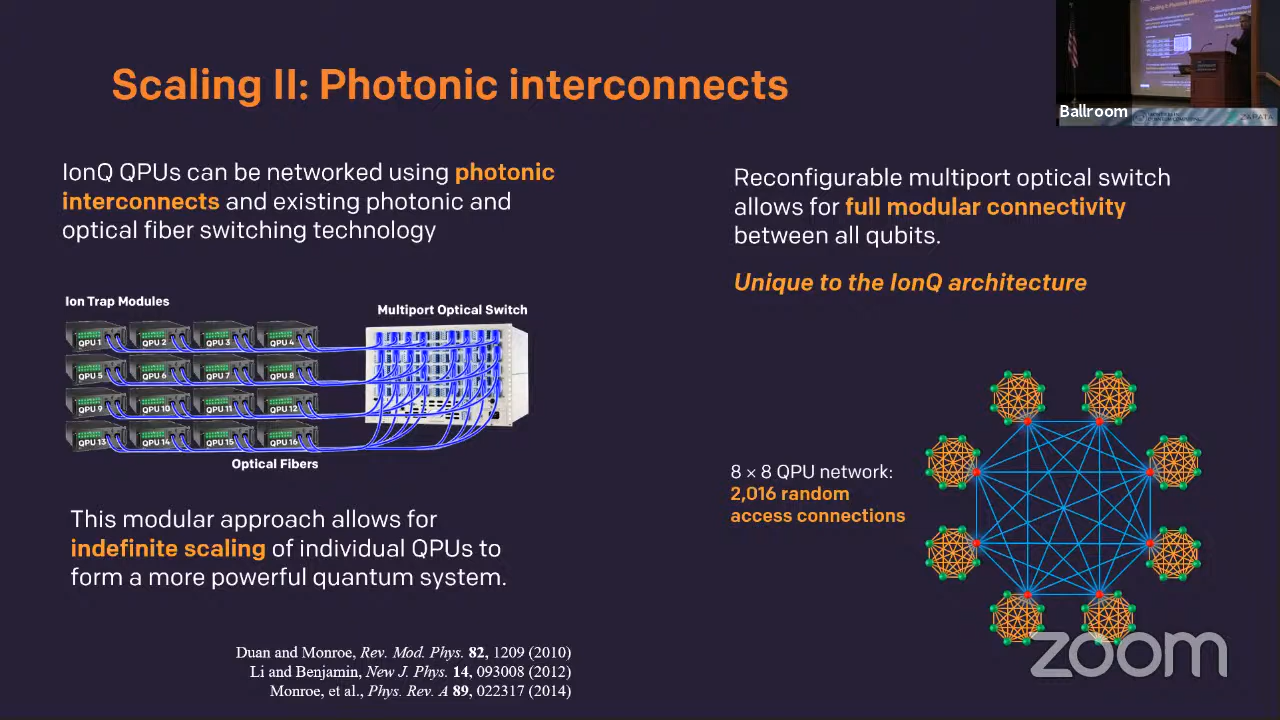 Scaling II: Photonic interconnects
Ballroom
ZAPATA
IonQ QPUs can be networked using photonic
interconnects and existing photonic and
optical fiber switching technology
Ion Trap Modules
Multiport Optical Switch
QPU 1 QPU 2 QPU 3 QPU 4
QPU 5 QPU 6 QPU 7 QPU 8
QPU 9 QPU 10 QPU 11 QPU 12
QPU 13 QPU 14 QPU 15 QPU 16
Optical Fibers
This modular approach allows for
indefinite scaling of individual QPUs to
form a more powerful quantum system.
Duan and Monroe, Rev. Mod. Phys. 82, 1209 (2010)
Li and Benjamin, New J. Phys. 14, 093008 (2012)
Monroe, et al., Phys. Rev. A 89, 022317 (2014)
Reconfigurable multiport optical switch
allows for full modular connectivity
between all qubits.
Unique to the IonQ architecture
8 × 8 QPU network:
2,016 random
access connections
zoom